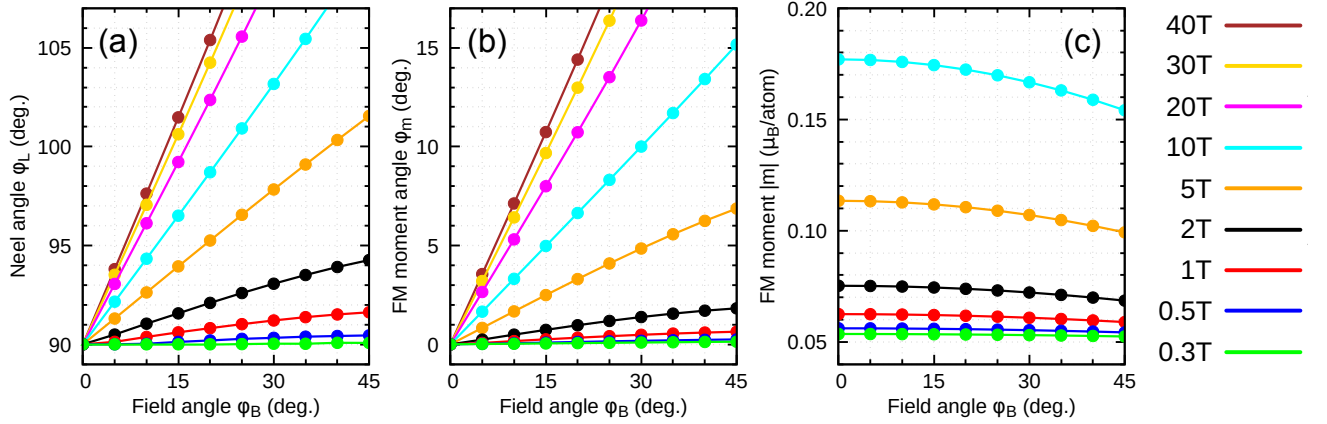 (a)
Neel angle φL (deg.)
105
100
95
90
0 15 30 45
Field angle φB (deg.)
(b)
FM moment angle φm (deg.)
15
10
5
0
0 15 30 45
Field angle φB (deg.)
(c)
FM moment |m| (μB/atom)
0.20
0.15
0.10
0.05
0 15 30 45
Field angle φB (deg.)
40T
30T
20T
10T
5T
2T
1T
0.5T
0.3T